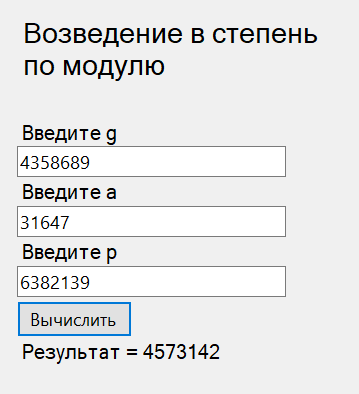 Возведение в степень
по модулю
Введите g
4358689
Введите a
31647
Введите p
6382139
Вычислить
Результат = 4573142